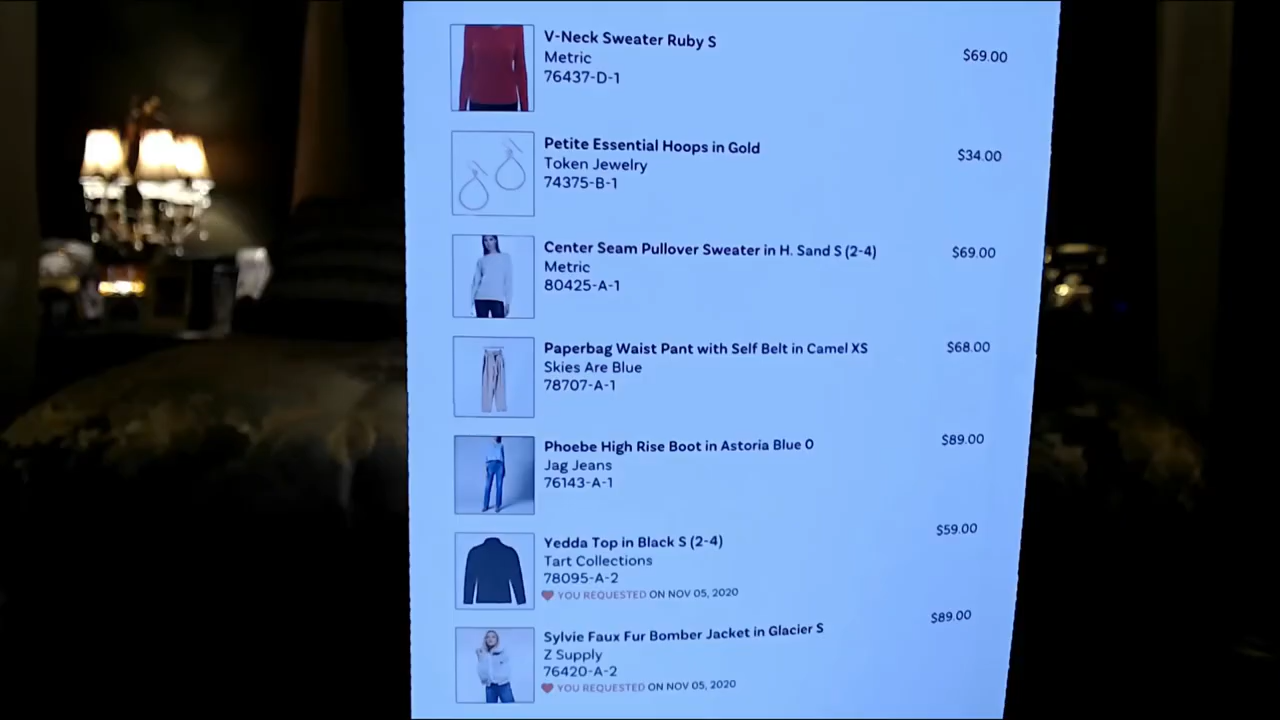 V-Neck Sweater Ruby S
Metric
76437-D-1
$69.00
Petite Essential Hoops in Gold
Token Jewelry
74375-B-1
$34.00
Center Seam Pullover Sweater in H. Sand S (2-4)
Metric
80425-A-1
$69.00
Paperbag Waist Pant with Self Belt in Camel XS
Skies Are Blue
78707-A-1
$68.00
Phoebe High Rise Boot in Astoria Blue 0
Jag Jeans
76143-A-1
$89.00
Yedda Top in Black S (2-4)
Tart Collections
78095-A-2
YOU REQUESTED ON NOV 05, 2020
$59.00
Sylvie Faux Fur Bomber Jacket in Glacier S
Z Supply
76420-A-2
YOU REQUESTED ON NOV 05, 2020
$89.00